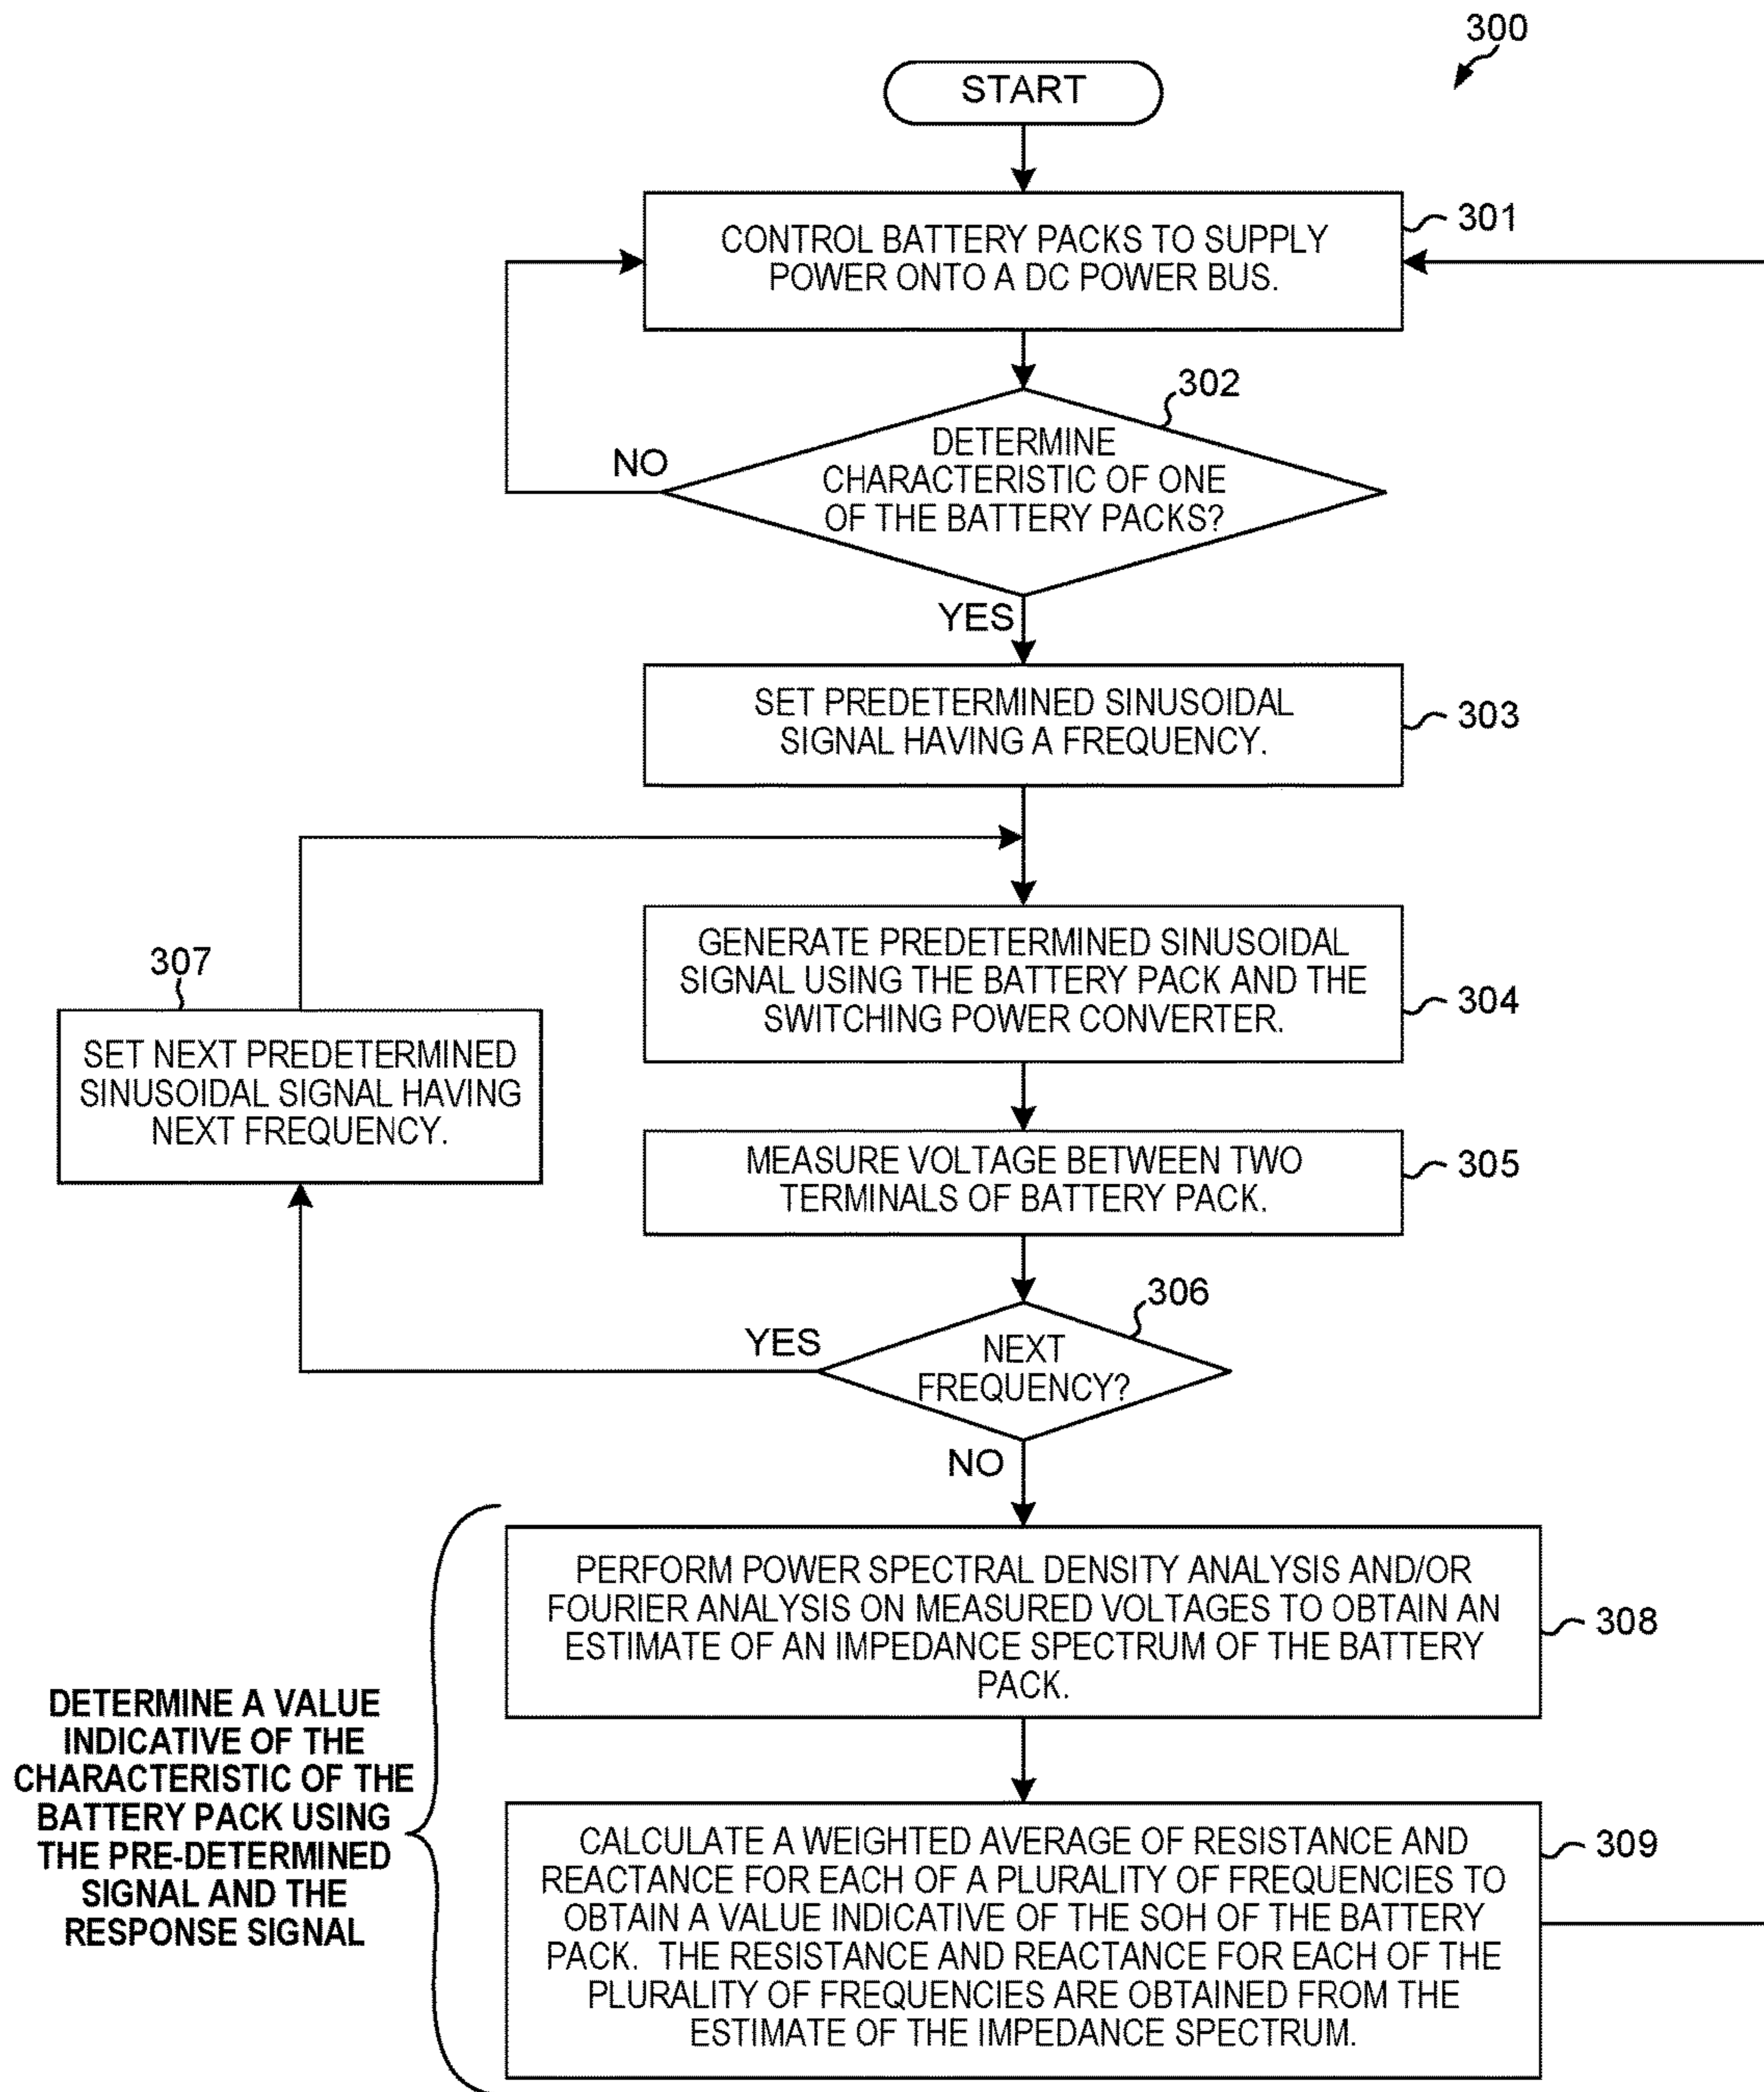 300
START
CONTROL BATTERY PACKS TO SUPPLY
POWER ONTO A DC POWER BUS.
301
302
DETERMINE
CHARACTERISTIC OF ONE
OF THE BATTERY PACKS?
NO
YES
SET PREDETERMINED SINUSOIDAL
SIGNAL HAVING A FREQUENCY.
303
GENERATE PREDETERMINED SINUSOIDAL
SIGNAL USING THE BATTERY PACK AND THE
SWITCHING POWER CONVERTER.
304
307
SET NEXT PREDETERMINED
SINUSOIDAL SIGNAL HAVING
NEXT FREQUENCY.
MEASURE VOLTAGE BETWEEN TWO
TERMINALS OF BATTERY PACK.
305
306
YES
NEXT
FREQUENCY?
NO
PERFORM POWER SPECTRAL DENSITY ANALYSIS AND/OR
FOURIER ANALYSIS ON MEASURED VOLTAGES TO OBTAIN AN
ESTIMATE OF AN IMPEDANCE SPECTRUM OF THE BATTERY
PACK.
308
DETERMINE A VALUE
INDICATIVE OF THE
CHARACTERISTIC OF THE
BATTERY PACK USING
THE PRE-DETERMINED
SIGNAL AND THE
RESPONSE SIGNAL
CALCULATE A WEIGHTED AVERAGE OF RESISTANCE AND
REACTANCE FOR EACH OF A PLURALITY OF FREQUENCIES TO
OBTAIN A VALUE INDICATIVE OF THE SOH OF THE BATTERY
PACK. THE RESISTANCE AND REACTANCE FOR EACH OF THE
PLURALITY OF FREQUENCIES ARE OBTAINED FROM THE
ESTIMATE OF THE IMPEDANCE SPECTRUM.
309